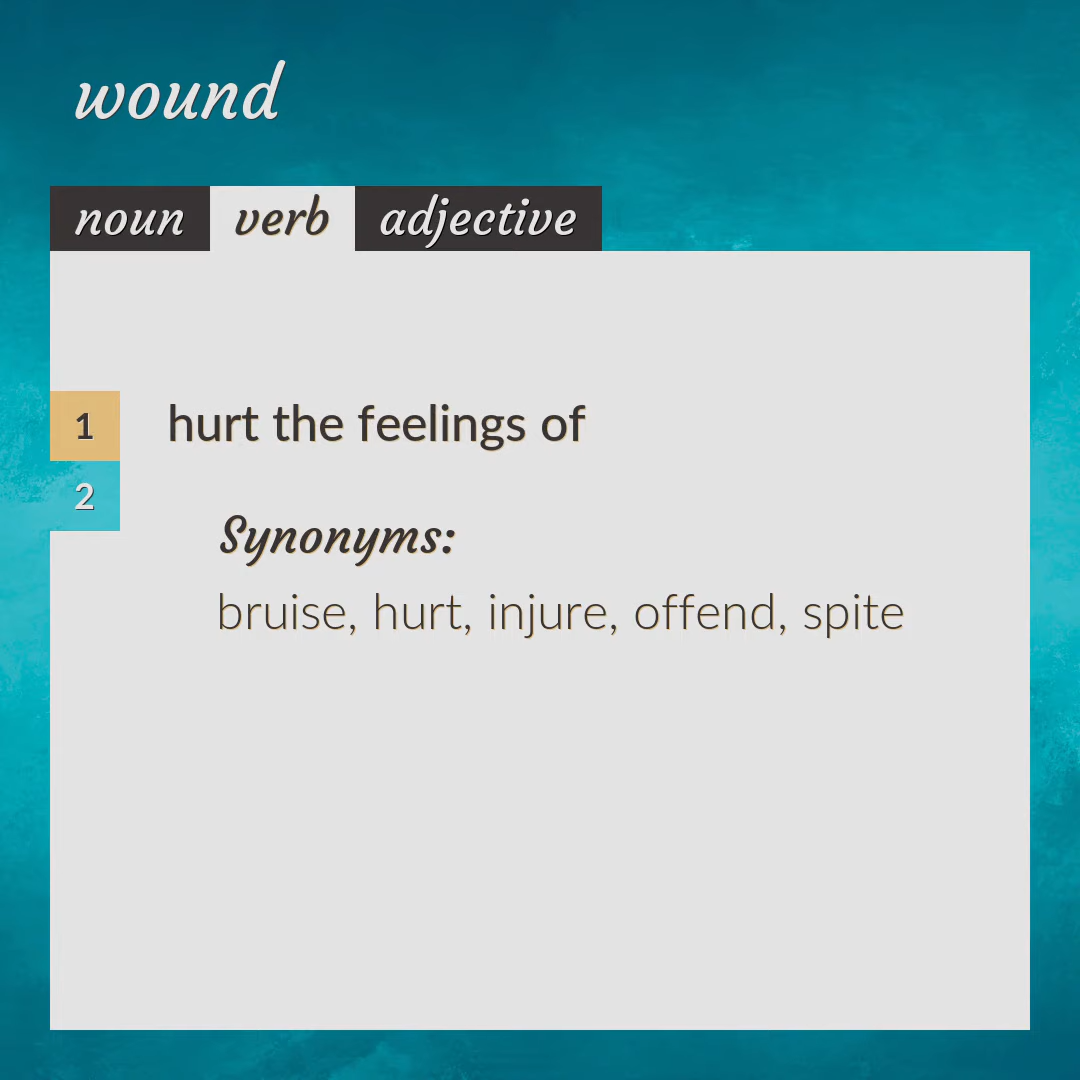 wound
noun verb adjective
1 hurt the feelings of
2
Synonyms:
bruise, hurt, injure, offend, spite